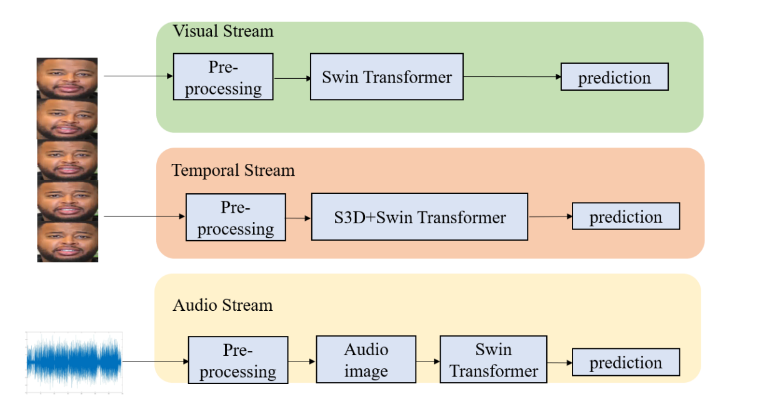 Visual Stream
Pre-
processing
Swin Transformer
prediction
Temporal Stream
Pre-
processing
S3D+Swin Transformer
prediction
Audio Stream
Pre-
processing
Audio
image
Swin
Transformer
prediction